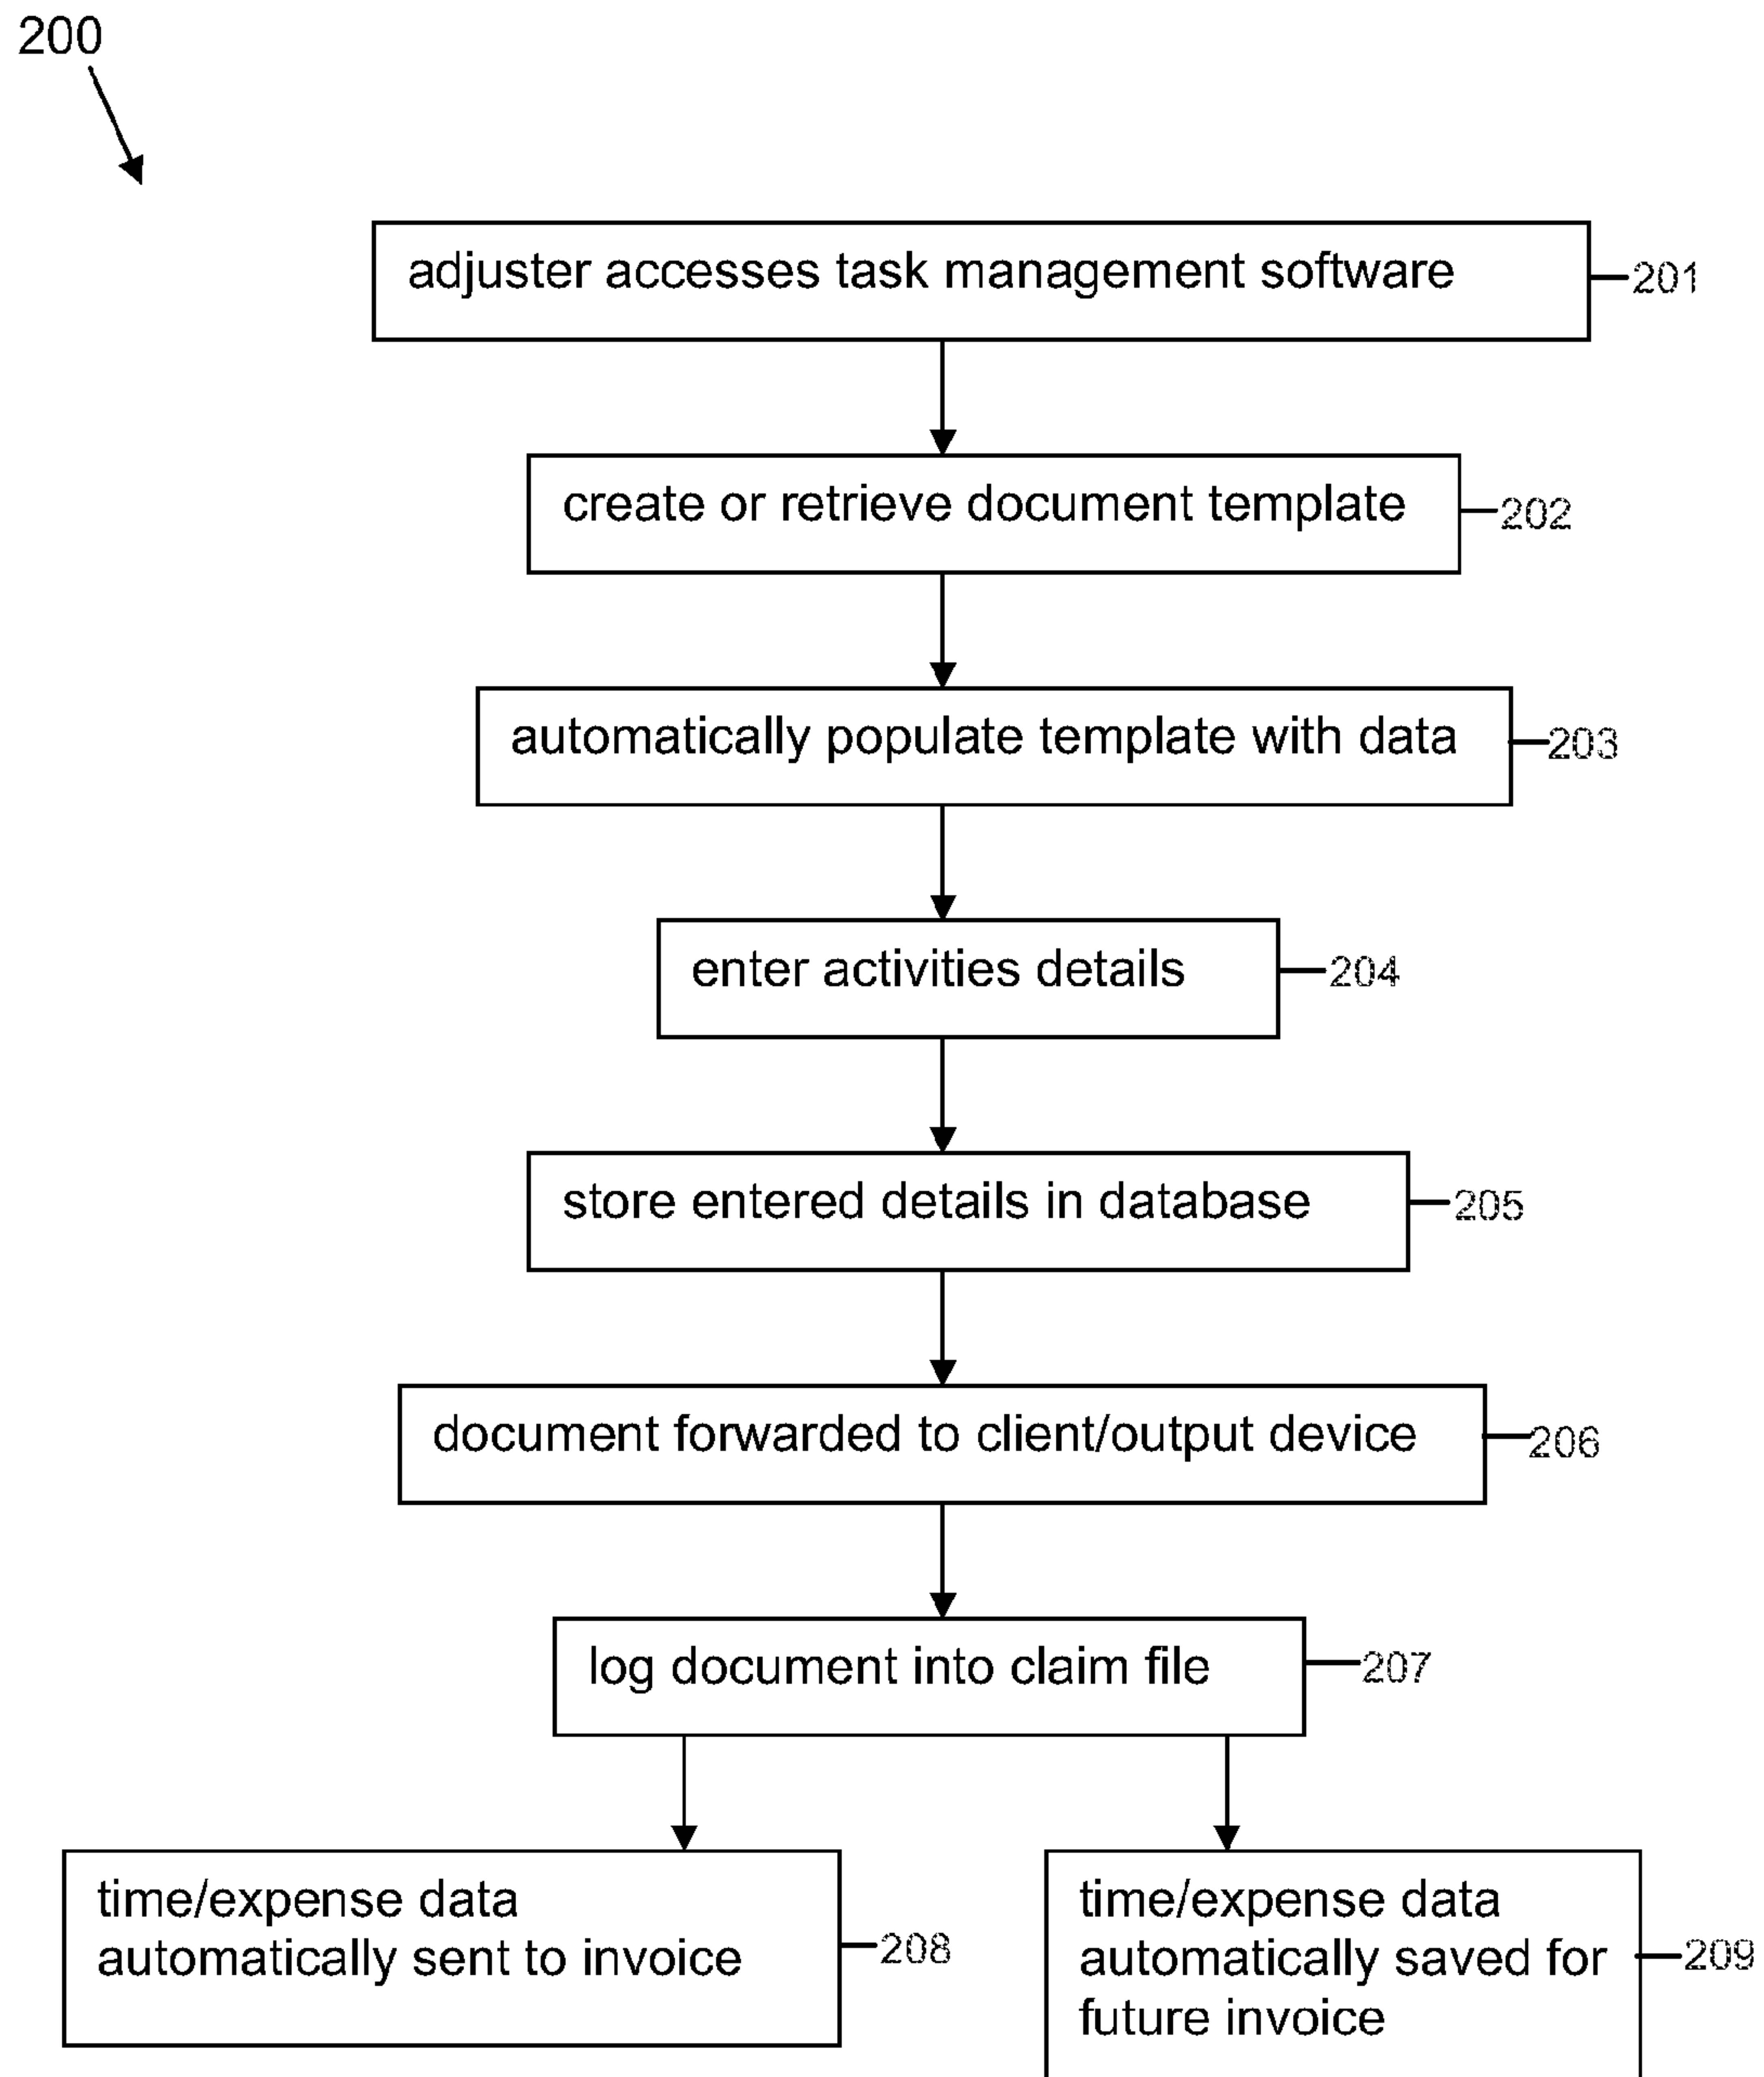 200
adjuster accesses task management software
201
create or retrieve document template
202
automatically populate template with data
203
enter activities details
204
store entered details in database
205
document forwarded to client/output device
206
log document into claim file
207
time/expense data
automatically sent to invoice
208
time/expense data
automatically saved for
future invoice
209